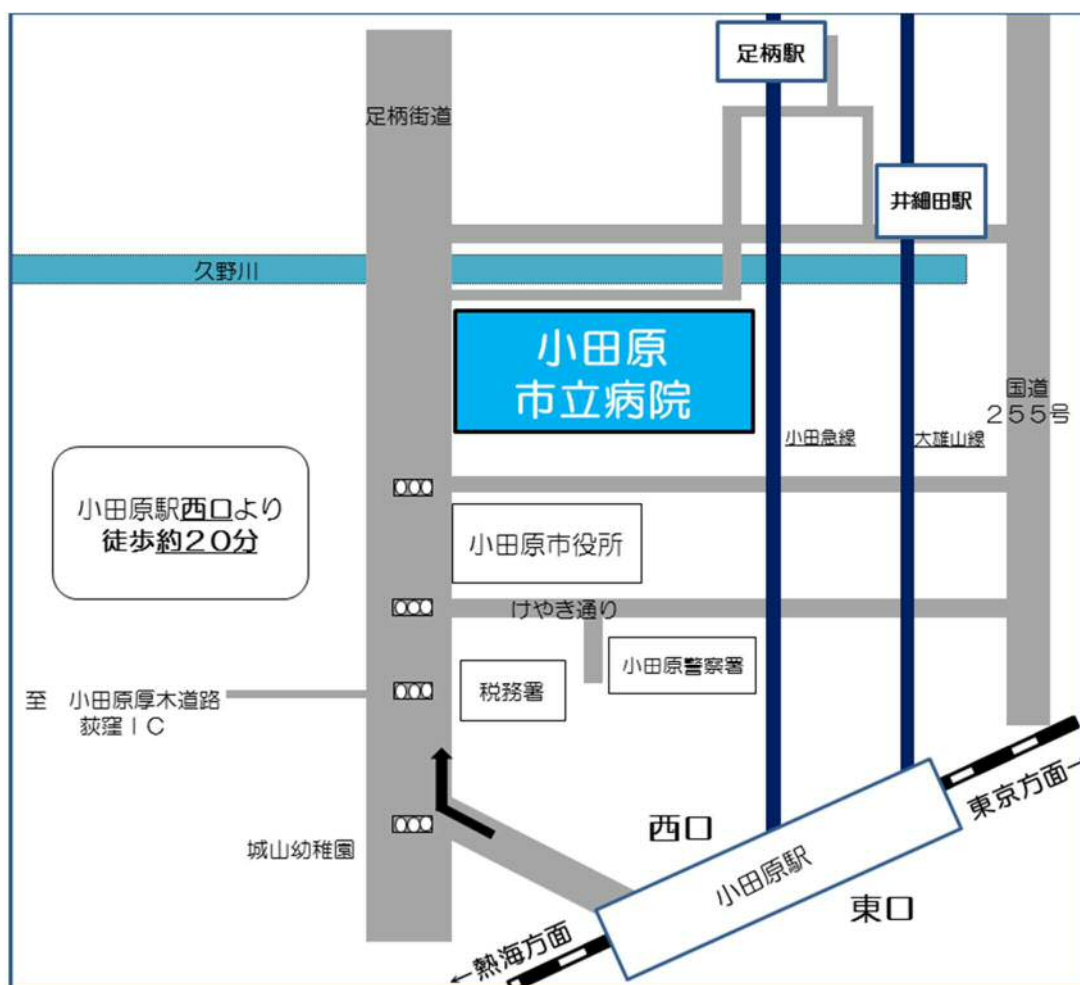 足柄駅
足柄街道
井細田駅
久野川
小田原
市立病院
国道
２５５号
小田急線
大雄山線
小田原駅西口より
徒歩約２０分
小田原市役所
けやき通り
小田原警察署
税務署
至　小田原厚木道路
荻窪ＩＣ
東京方面→
西口
城山幼稚園
小田原駅
東口
←熱海方面